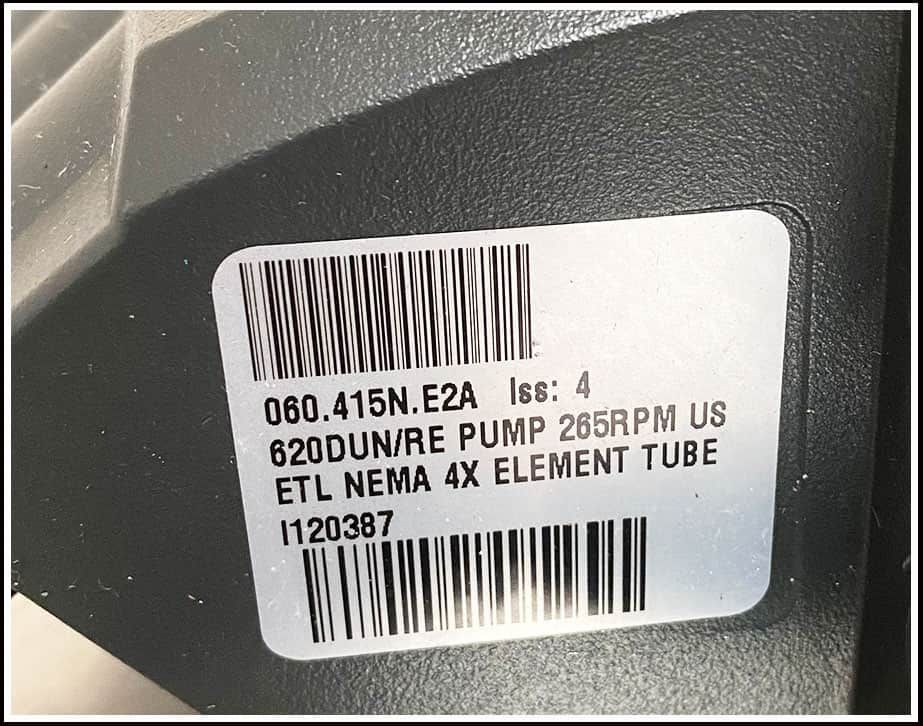 060.415N.E2A Iss: 4
620DUN/RE PUMP 265RPM US
ETL NEMA 4X ELEMENT TUBE
I120387